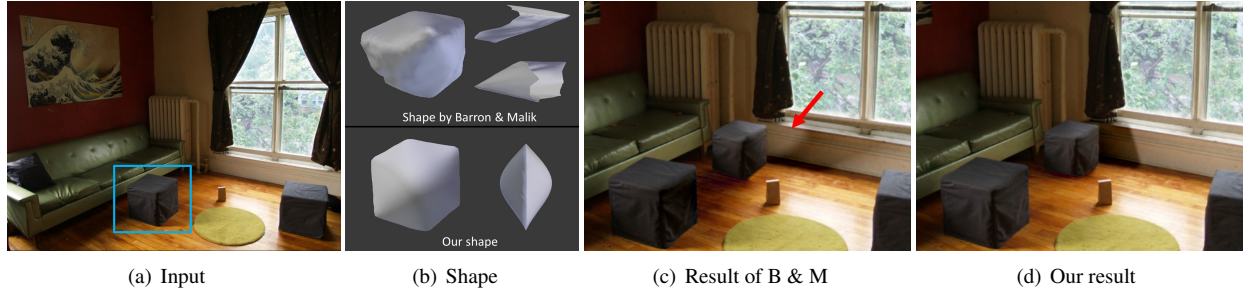 Shape by Barron & Malik
Our shape
(a) Input
(b) Shape
(c) Result of B & M
(d) Our result